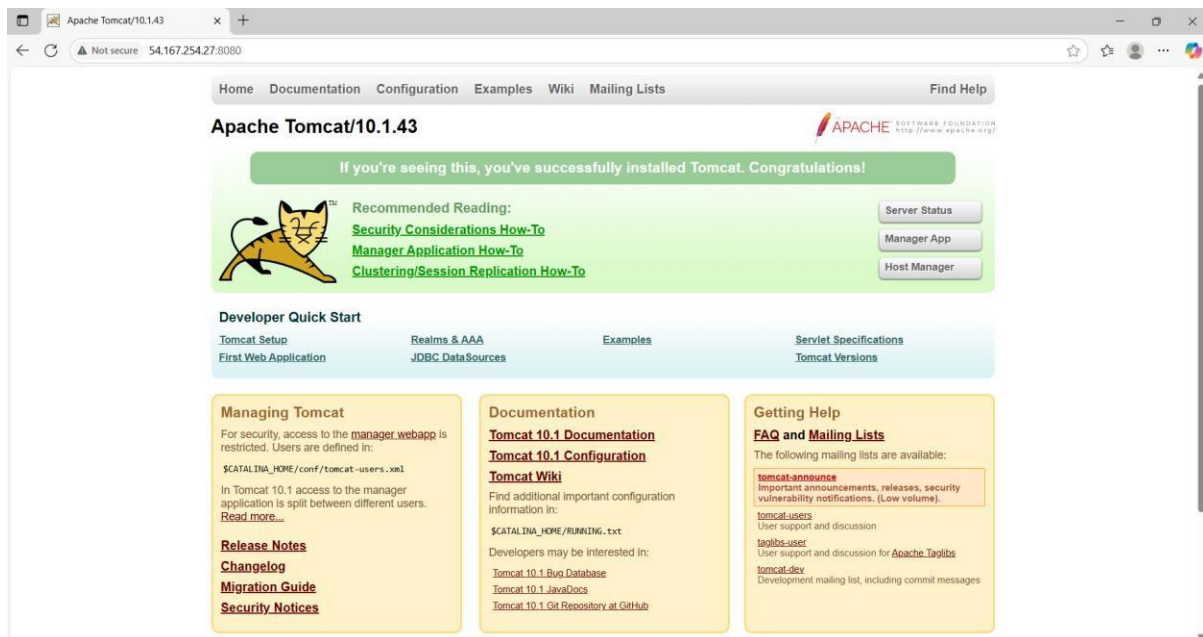 Apache Tomcat/10.1.43
Not secure 54.167.254.27:8080
Home Documentation Configuration Examples Wiki Mailing Lists Find Help
Apache Tomcat/10.1.43
APACHE SOFTWARE FOUNDATION
http://www.apache.org/
If you're seeing this, you've successfully installed Tomcat. Congratulations!
TM
Recommended Reading:
Security Considerations How-To
Manager Application How-To
Clustering/Session Replication How-To
Server Status
Manager App
Host Manager
Developer Quick Start
Tomcat Setup
First Web Application
Realms & AAA
JDBC DataSources
Examples
Servlet Specifications
Tomcat Versions
Managing Tomcat
For security, access to the manager webapp is
restricted. Users are defined in:
$CATALINA_HOME/conf/tomcat-users.xml
In Tomcat 10.1 access to the manager
application is split between different users.
Read more...
Release Notes
Changelog
Migration Guide
Security Notices
Documentation
Tomcat 10.1 Documentation
Tomcat 10.1 Configuration
Tomcat Wiki
Find additional important configuration
information in:
$CATALINA_HOME/RUNNING.txt
Developers may be interested in:
Tomcat 10.1 Bug Database
Tomcat 10.1 JavaDocs
Tomcat 10.1 Git Repository at GitHub
Getting Help
FAQ and Mailing Lists
The following mailing lists are available:
tomcat-announce
Important announcements, releases, security
vulnerability notifications. (Low volume).
tomcat-users
User support and discussion
taglibs-user
User support and discussion for Apache Taglibs
tomcat-dev
Development mailing list, including commit messages